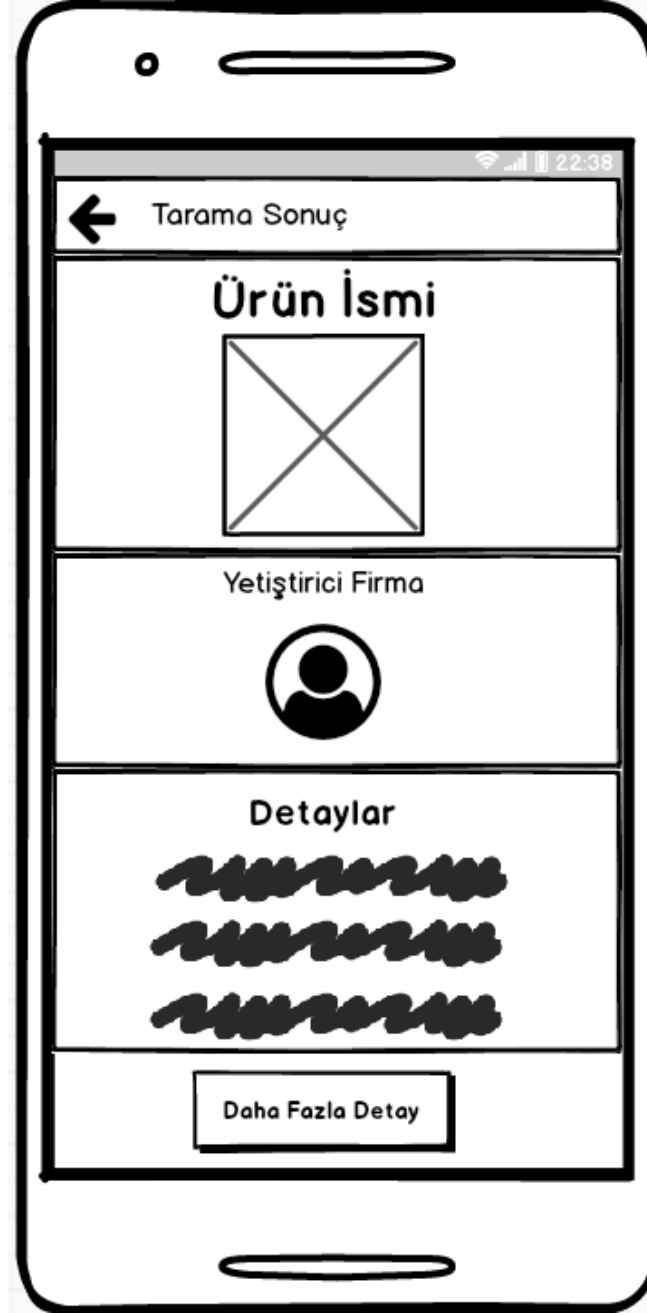 22:38
Tarama Sonuç
Ürün İsmi
Yetiştirici Firma
Detaylar
Daha Fazla Detay